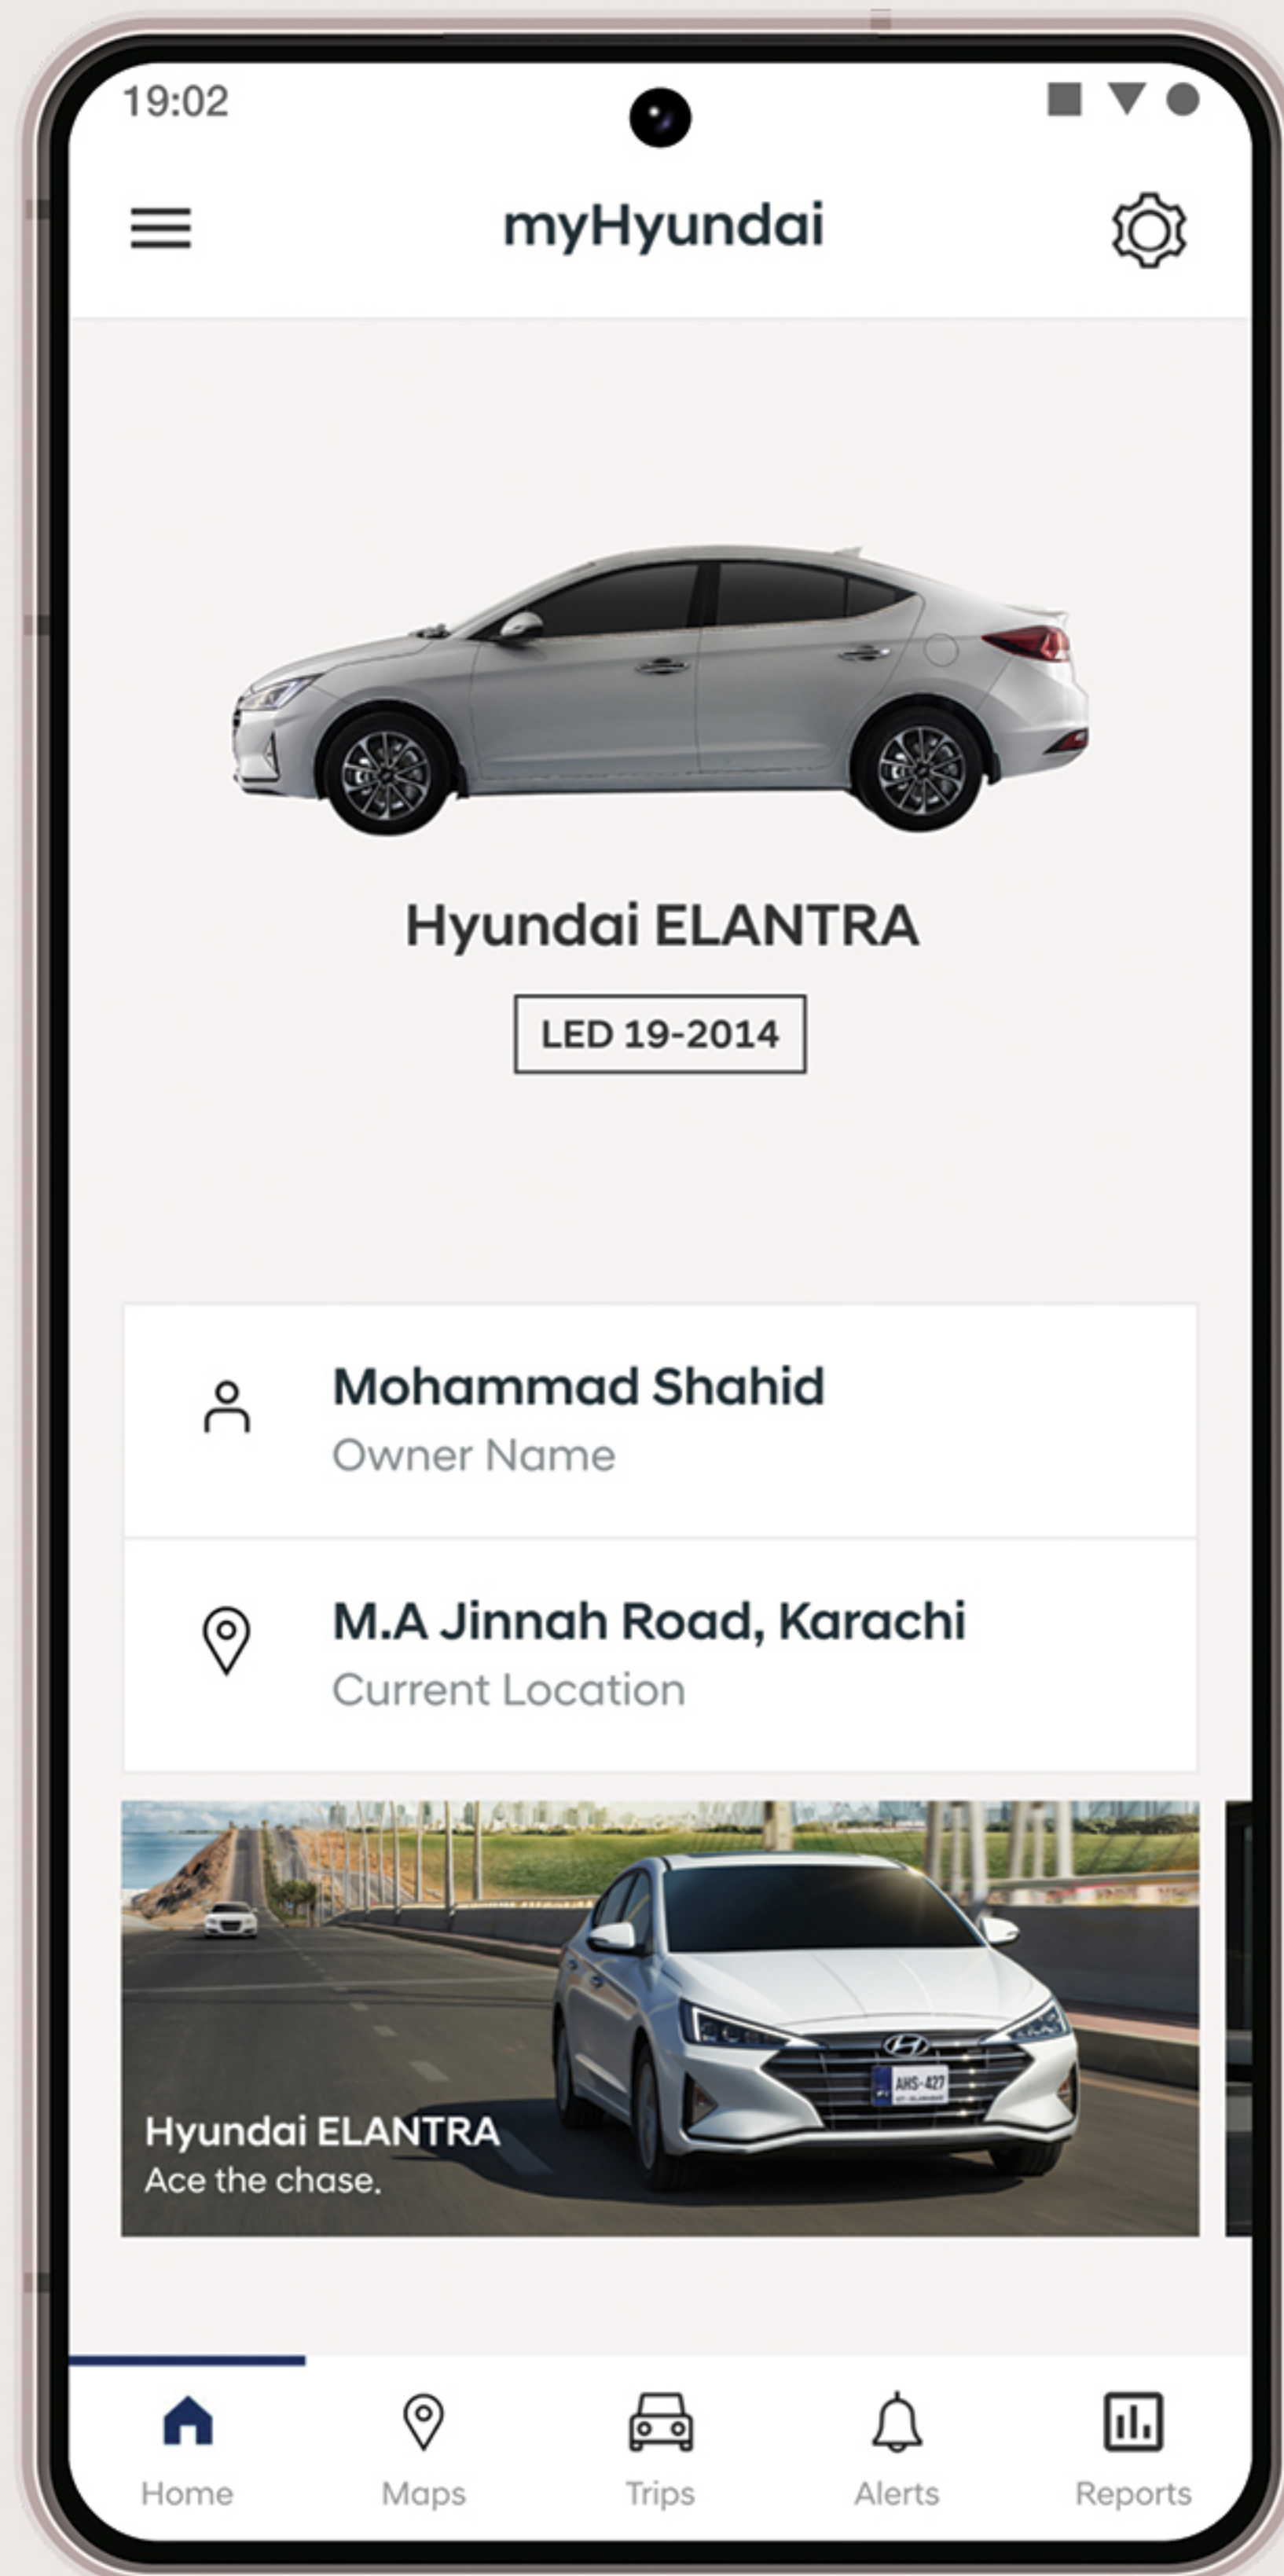 19:02
myHyundai
Hyundai ELANTRA
LED 19-2014
Mohammad Shahid
Owner Name
M.A Jinnah Road, Karachi
Current Location
AHS-427
Hyundai ELANTRA
Ace the chase.
Home
Maps
Trips
Alerts
Reports